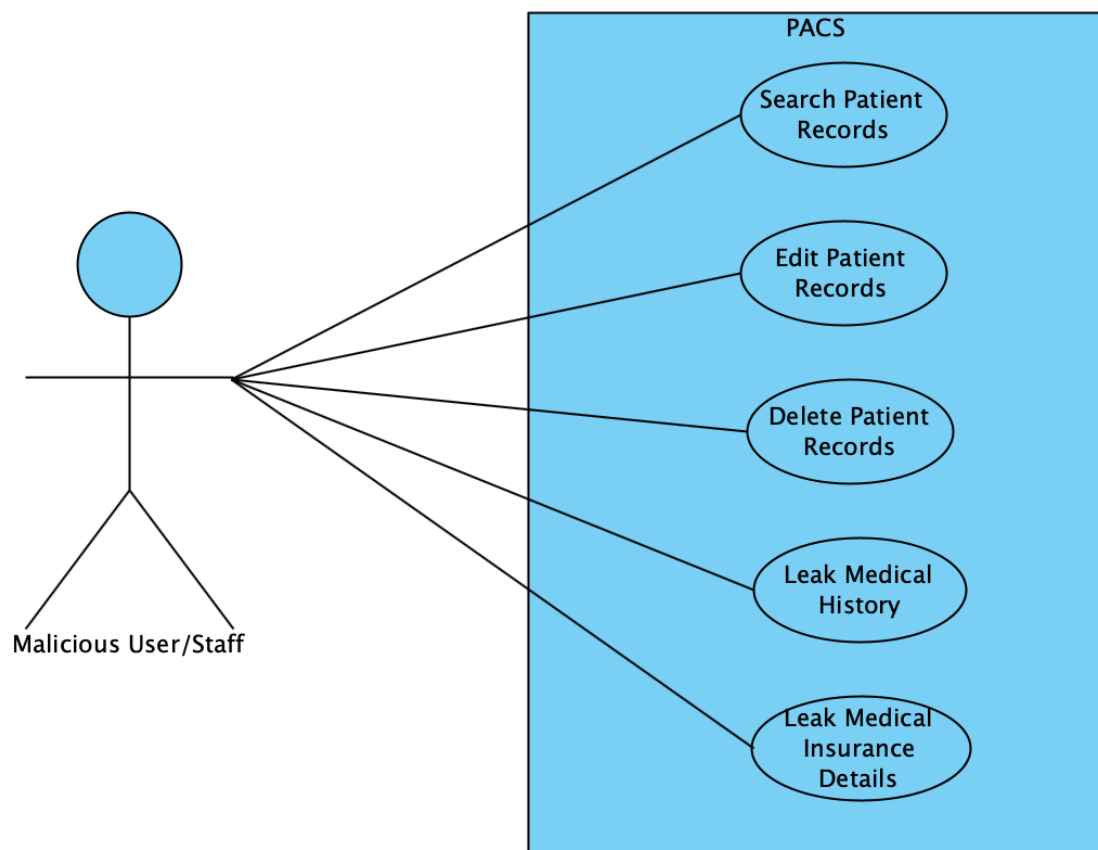 PACS
Search Patient
Records
Edit Patient
Records
Delete Patient
Records
Leak Medical
History
Leak Medical
Insurance
Details
Malicious User/Staff